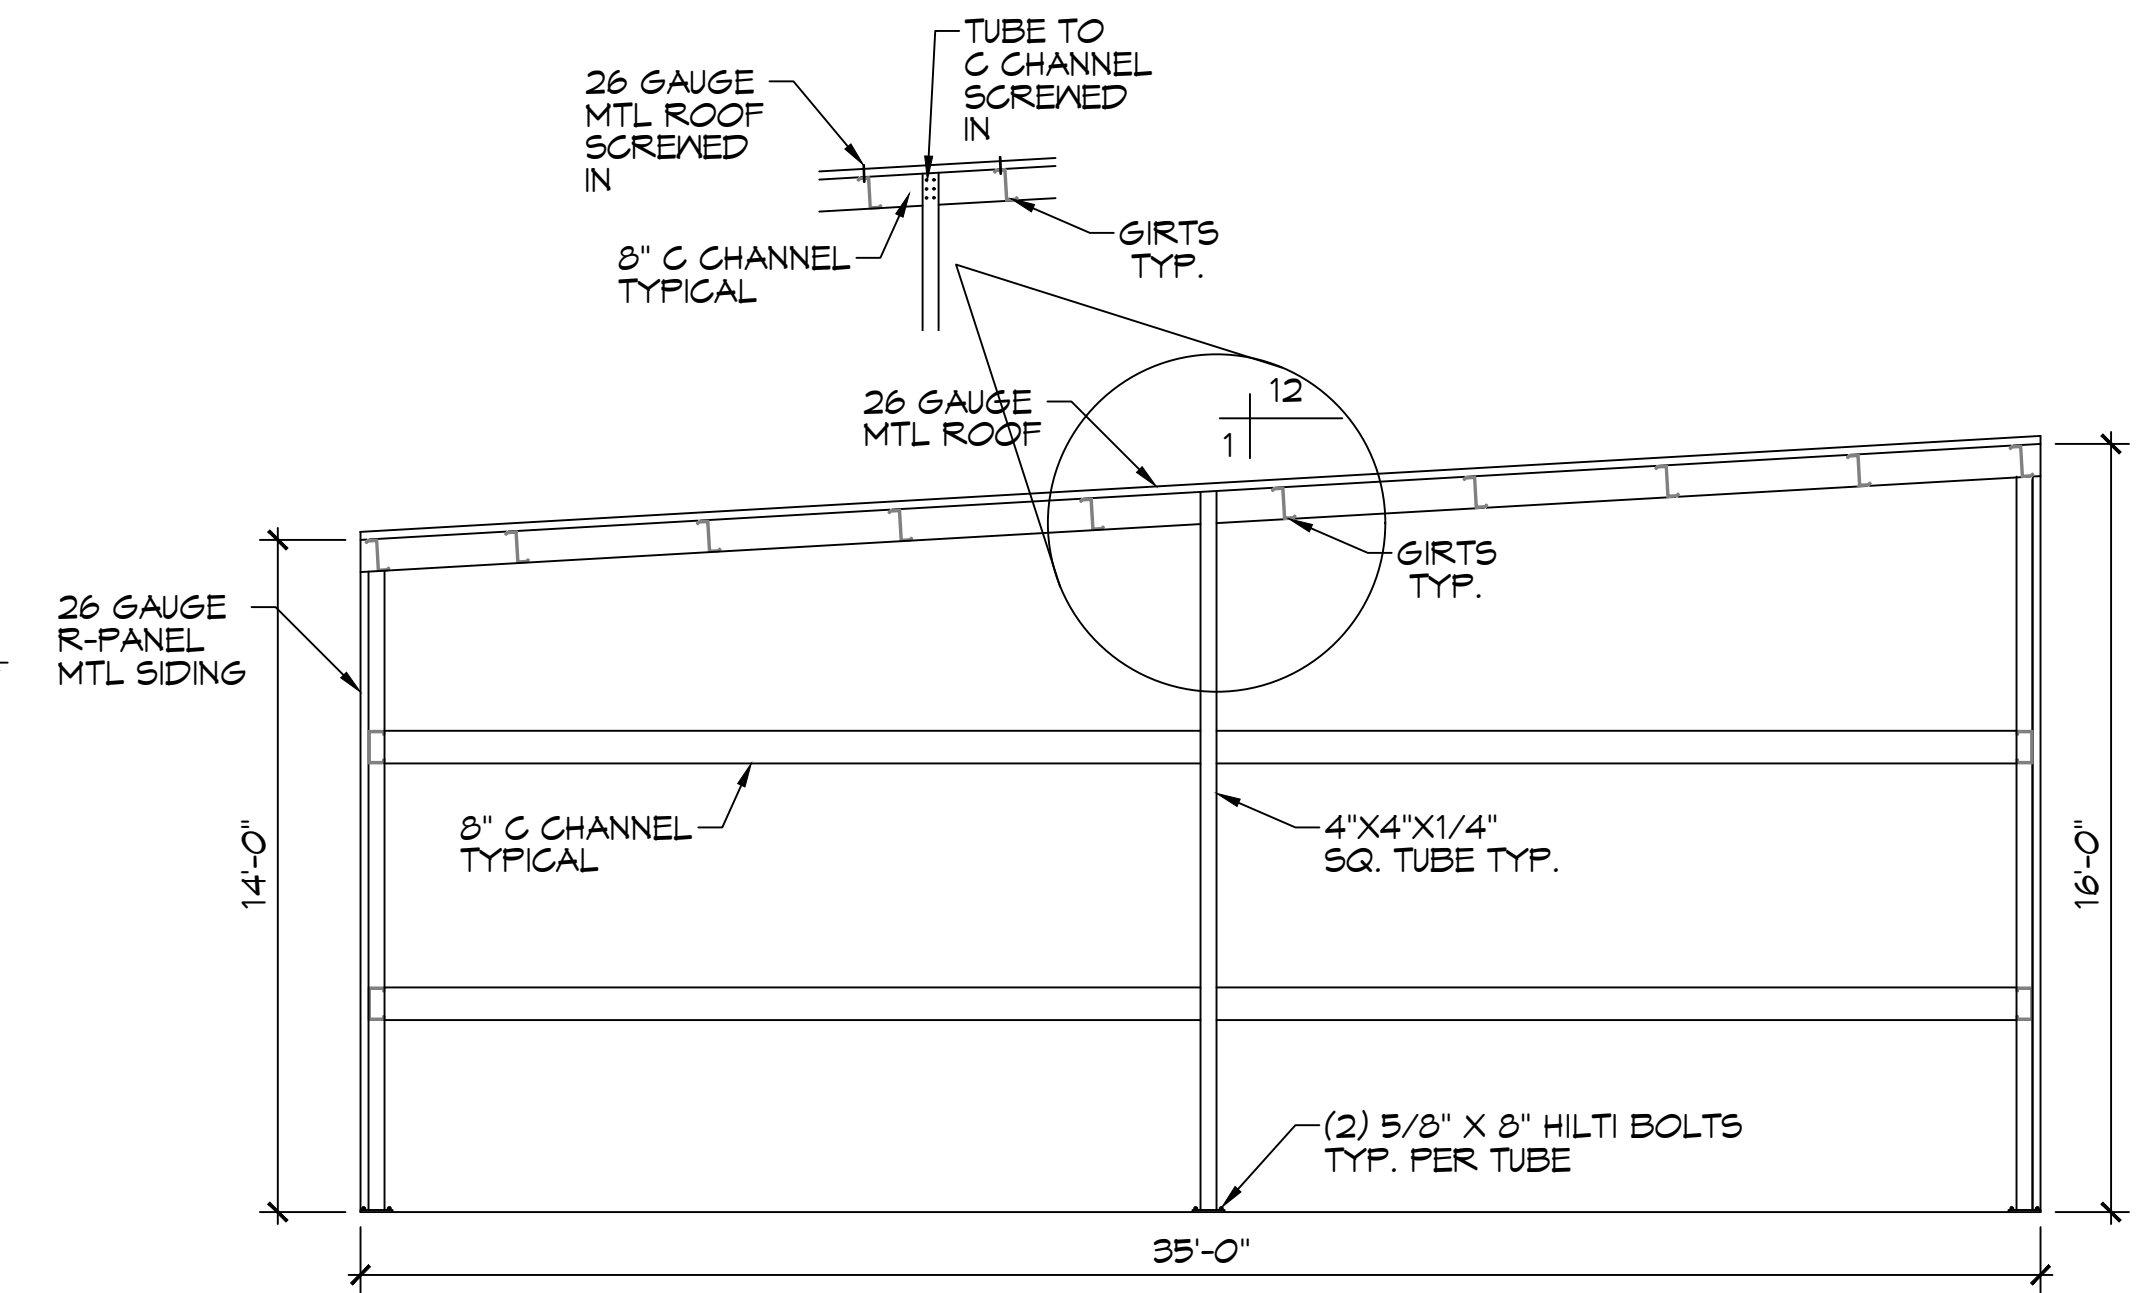 TUBE TO
C CHANNEL
SCREWED
IN
26 GAUGE
MTL ROOF
SCREWED
IN
GIRTS
TYP.
8" C CHANNEL
TYPICAL
12
1
26 GAUGE
MTL ROOF
GIRTS
TYP.
26 GAUGE
R-PANEL
MTL SIDING
14'-0"
8" C CHANNEL
TYPICAL
4"X4"X1/4"
SQ. TUBE TYP.
16'-0"
(2) 5/8" X 8" HILTI BOLTS
TYP. PER TUBE
35'-0"